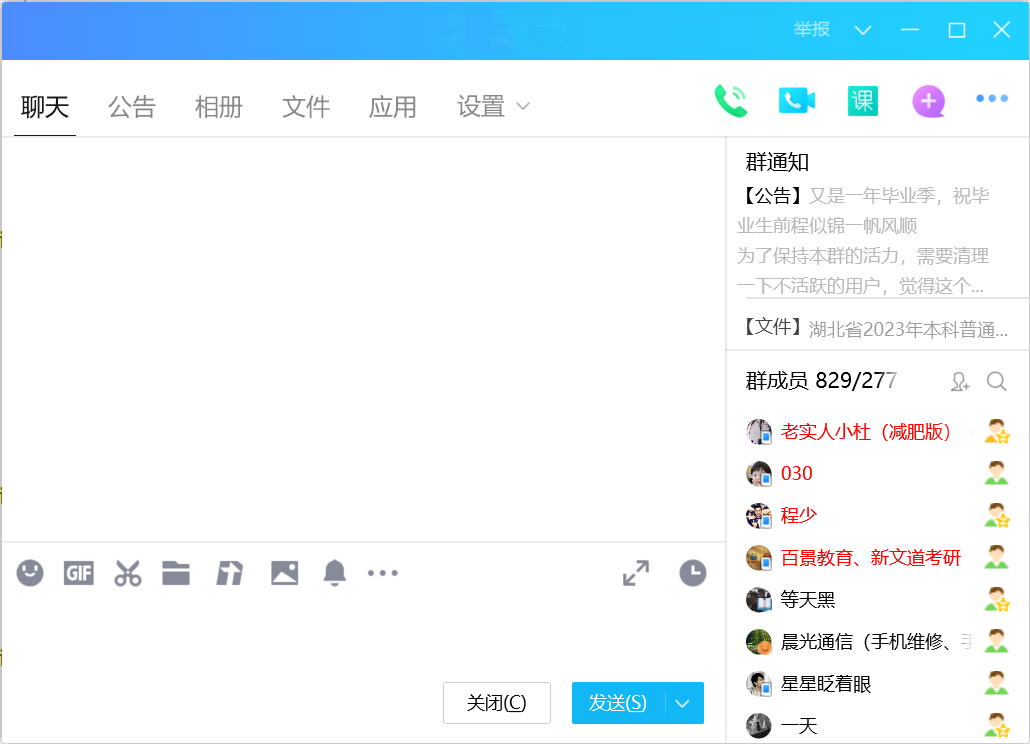 举报
聊天 公告 相册 文件 应用 设置
课
群通知
【公告】又是一年毕业季，祝毕
业生前程似锦一帆风顺
为了保持本群的活力，需要清理
一下不活跃的用户，觉得这个...
【文件】湖北省2023年本科普通...
群成员 829/277
老实人小杜（减肥版）
030
程少
百景教育、新文道考研
等天黑
晨光通信（手机维修、手
星星眨着眼
一天
GIF
关闭(C) 发送(S)